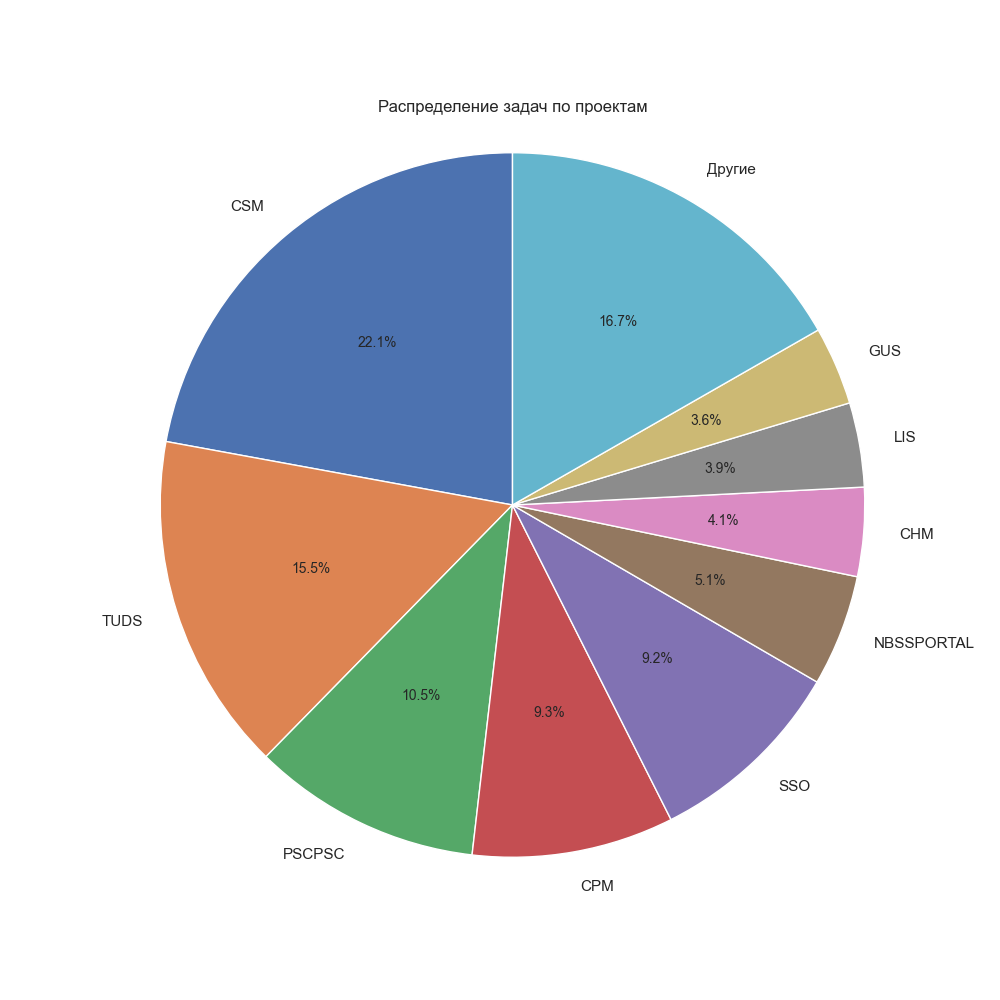 Распределение задач по проектам
Другие
CSM
16.7%
22.1%
GUS
3.6%
LIS
3.9%
4.1%
CHM
15.5%
5.1%
TUDS
NBSSPORTAL
9.2%
10.5%
9.3%
SSO
PSCPSC
CPM